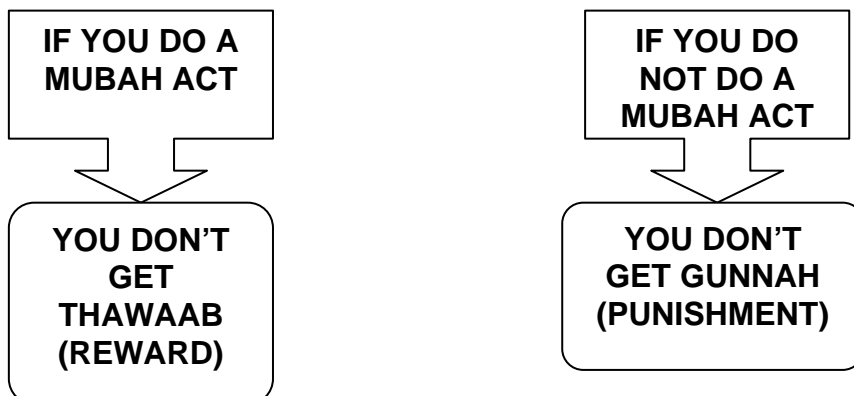 IF YOU DO A
MUBAH ACT
YOU DON’T
GET
THAWAAB
(REWARD)
IF YOU DO
NOT DO A
MUBAH ACT
YOU DON’T
GET GUNNAH
(PUNISHMENT)